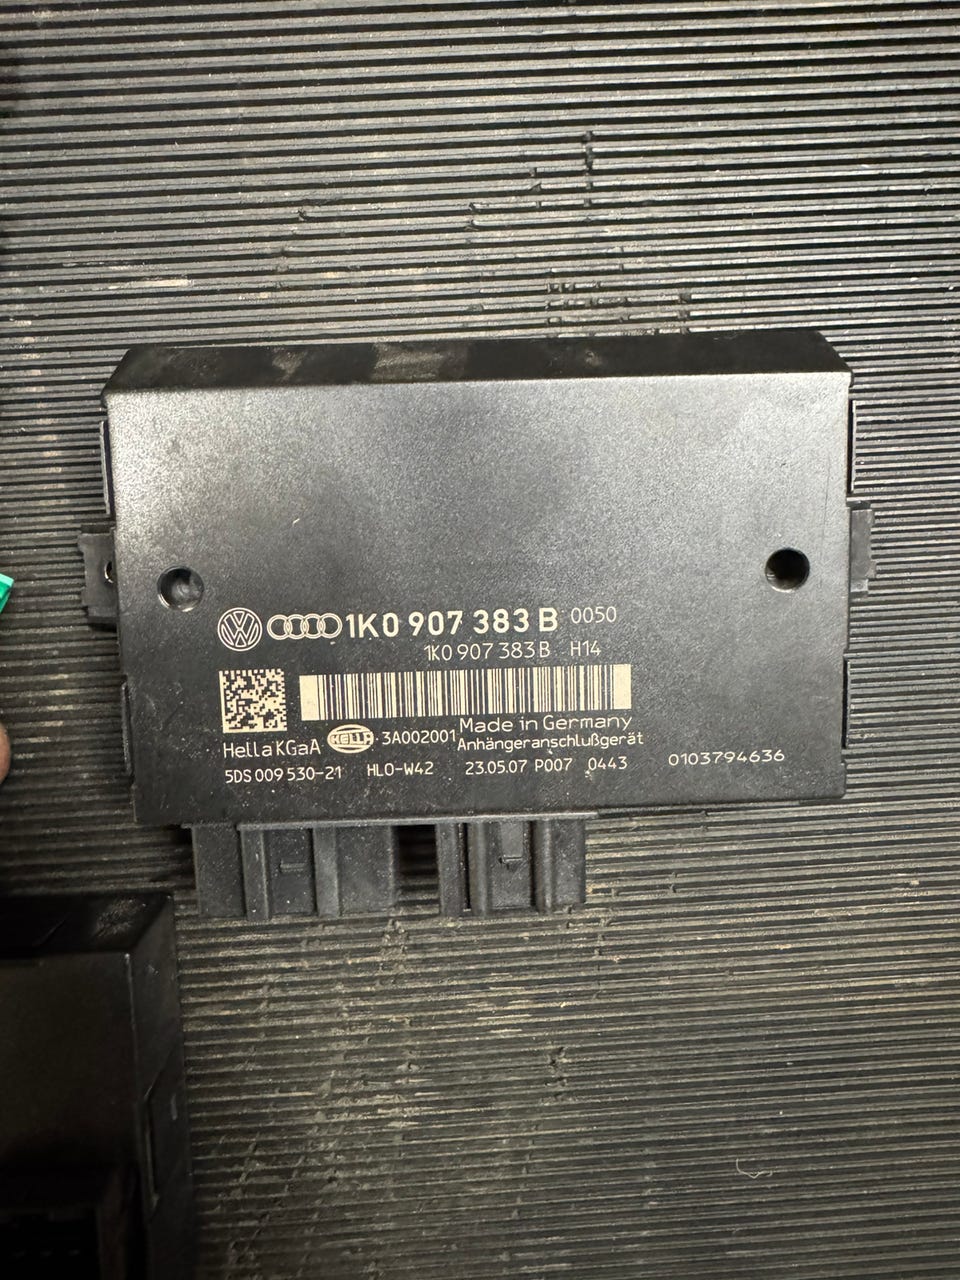 1K0 907 383 B 0050
1K0 907 383 B H14
Made in Germany
Hella KGaA HELLA 3A002001 Anhängeranschlußgerät
5DS 009 530-21 HLO-W42 23.05.07 P007 0443 0103794636